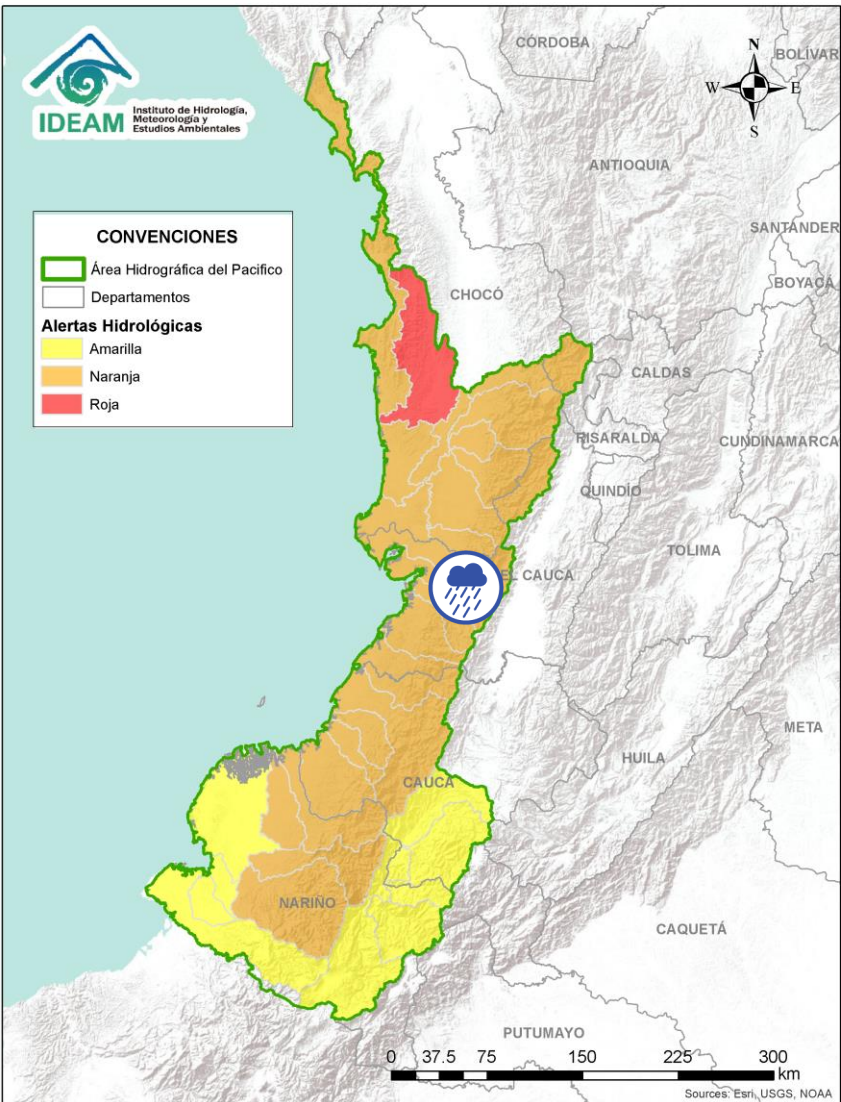 IDEAM
Instituto de Hidrología,
Meteorología y
Estudios Ambientales
N
W
E
S
CONVENCIONES
Área Hidrográfica del Pacifico
Departamentos
Alertas Hidrológicas
Amarilla
Naranja
Roja
CÓRDOBA
BOLIVAR
ANTIOQUIA
SANTANDER
BOYACÁ
CHOCÓ
CALDAS
RISARALDA
CUNDINAMARCA
QUINDÍO
TOLIMA
EL CAUCA
META
HUILA
CAUCA
NARIÑO
CAQUETÁ
PUTUMAYO
0 37.5 75 150 225 300
km
Sources: Esri, USGS, NOAA